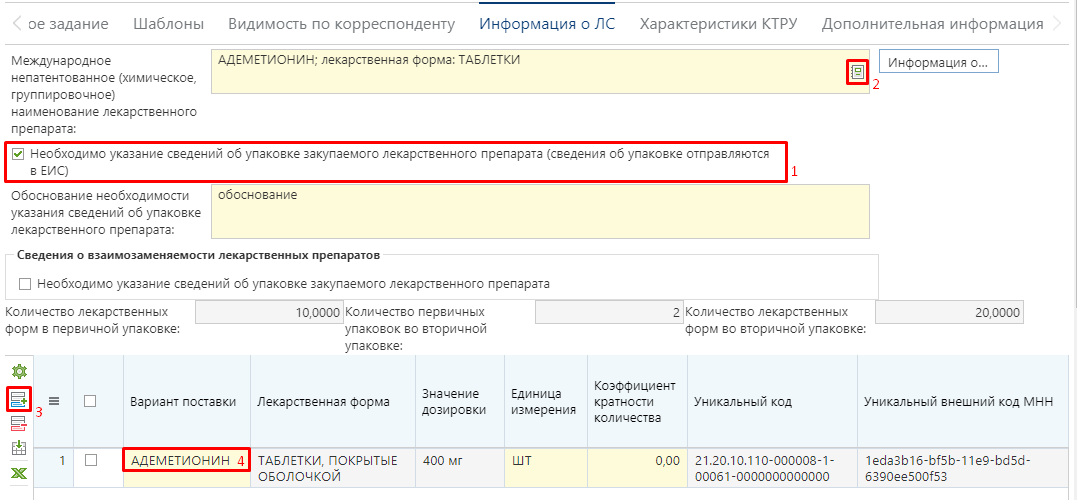 ое задание Шаблоны Видимость по корреспонденту Информация о ЛС Характеристики КТРУ Дополнительная информация
Международное
непатентованное (химическое,
группировочное)
наименование лекарственного
препарата:
АДЕМЕТИОНИН; лекарственная форма: ТАБЛЕТКИ
2
Информация о...
Необходимо указание сведений об упаковке закупаемого лекарственного препарата (сведения об упаковке отправляются
в ЕИС)
1
Обоснование необходимости
указания сведений об упаковке
лекарственного препарата:
обоснование
Сведения о взаимозаменяемости лекарственных препаратов
Необходимо указание сведений об упаковке закупаемого лекарственного препарата
Количество лекарственных
форм в первичной упаковке:
10,0000
Количество первичных
упаковок во вторичной
упаковке:
2
Количество лекарственных
форм во вторичной упаковке:
20,0000
3
Вариант поставки
Лекарственная форма
Значение
дозировки
Единица
измерения
Коэффициент
кратности
количества
Уникальный код
Уникальный внешний код МНН
1
АДЕМЕТИОНИН 4
ТАБЛЕТКИ, ПОКРЫТЫЕ
ОБОЛОЧКОЙ
400 мг
ШТ
0,00
21.20.10.110-000008-1-
00061-0000000000000
1eda3b16-bf5b-11e9-bd5d-
6390ee500f53